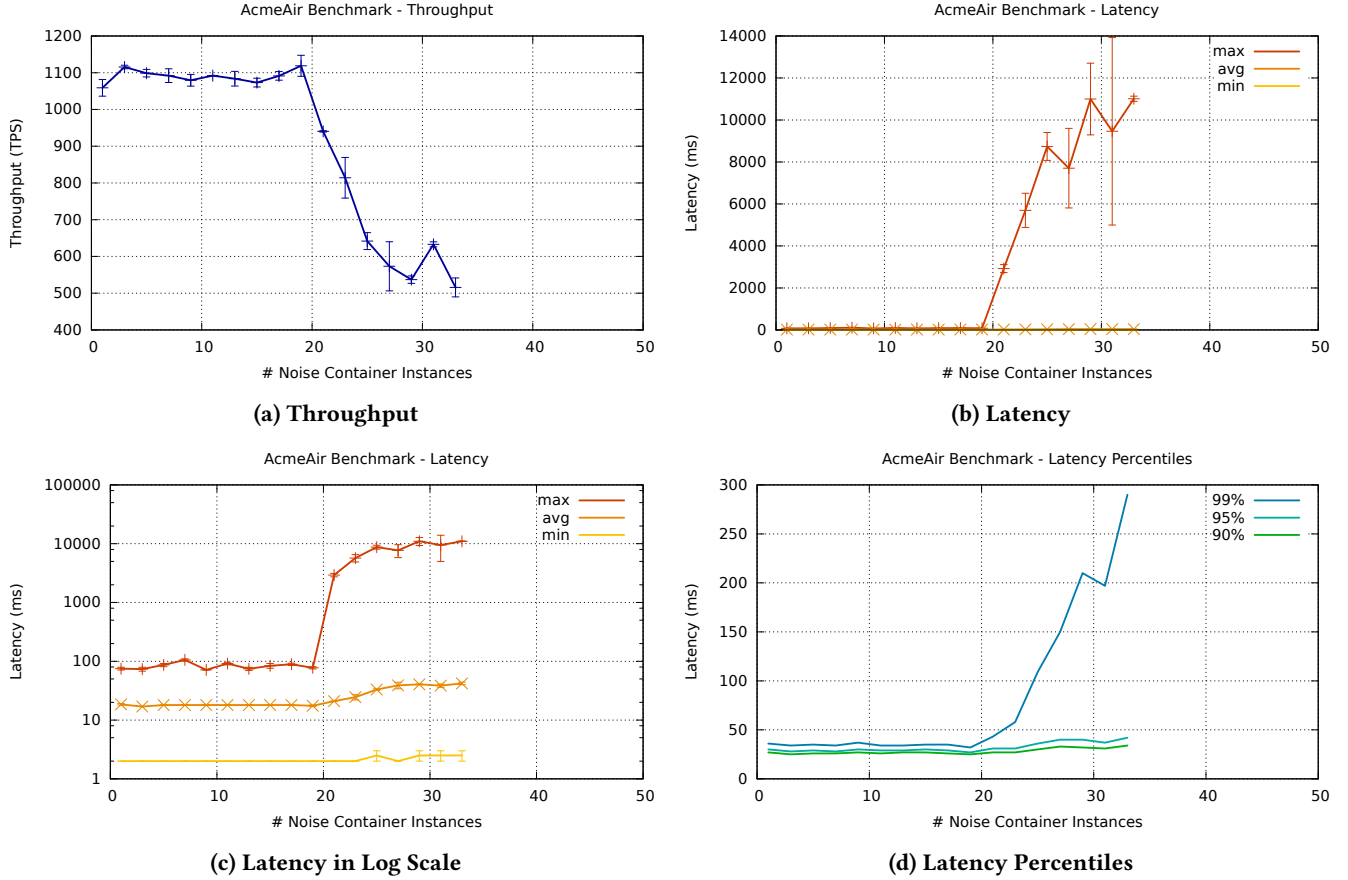 AcmeAir Benchmark - Throughput
1200
1100
1000
900
800
700
600
500
400
Throughput (TPS)
0 10 20 30 40 50
# Noise Container Instances
(a) Throughput
AcmeAir Benchmark - Latency
14000
12000
10000
8000
6000
4000
2000
0
Latency (ms)
max
avg
min
0 10 20 30 40 50
# Noise Container Instances
(b) Latency
AcmeAir Benchmark - Latency
100000
10000
1000
100
10
1
Latency (ms)
max
avg
min
0 10 20 30 40 50
# Noise Container Instances
(c) Latency in Log Scale
AcmeAir Benchmark - Latency Percentiles
300
250
200
150
100
50
0
Latency (ms)
99%
95%
90%
0 10 20 30 40 50
# Noise Container Instances
(d) Latency Percentiles